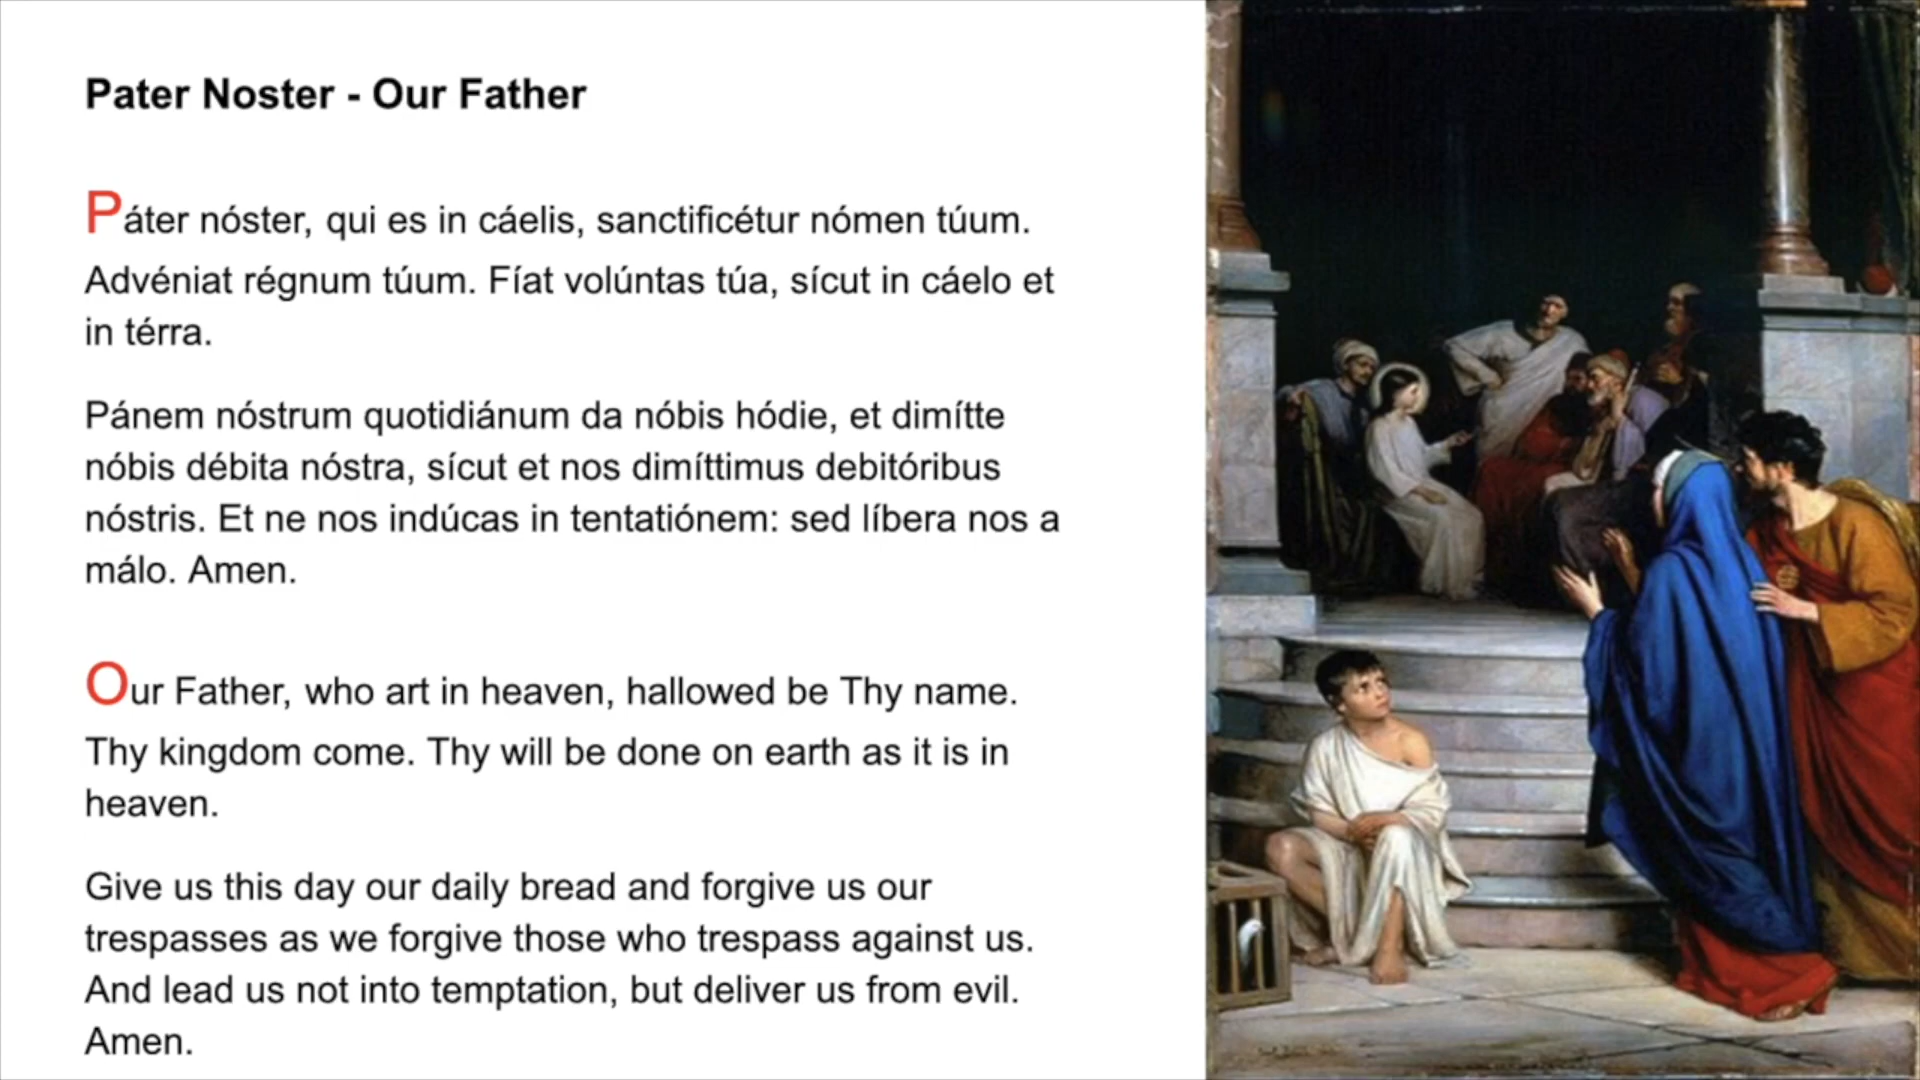 Pater Noster - Our Father
Páter nóster, qui es in cáelis, sanctificétur nómen túum.
Advéniat régnum túum. Fíat volúntas túa, sícut in cáelo et
in térra.
Pánem nóstrum quotidiánum da nóbis hódie, et dimítte
nóbis débita nóstra, sícut et nos dimíttimus debitóribus
nóstris. Et ne nos indúcas in tentatiónem: sed líbera nos a
málo. Amen.
Our Father, who art in heaven, hallowed be Thy name.
Thy kingdom come. Thy will be done on earth as it is in
heaven.
Give us this day our daily bread and forgive us our
trespasses as we forgive those who trespass against us.
And lead us not into temptation, but deliver us from evil.
Amen.